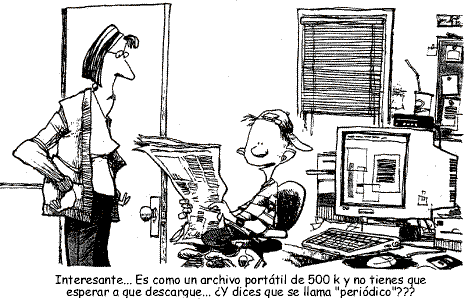 Interesante... Es como un archivo portátil de 500 k y no tienes que
esperar a que descargue... ¿Y dices que se llama "periódico"???